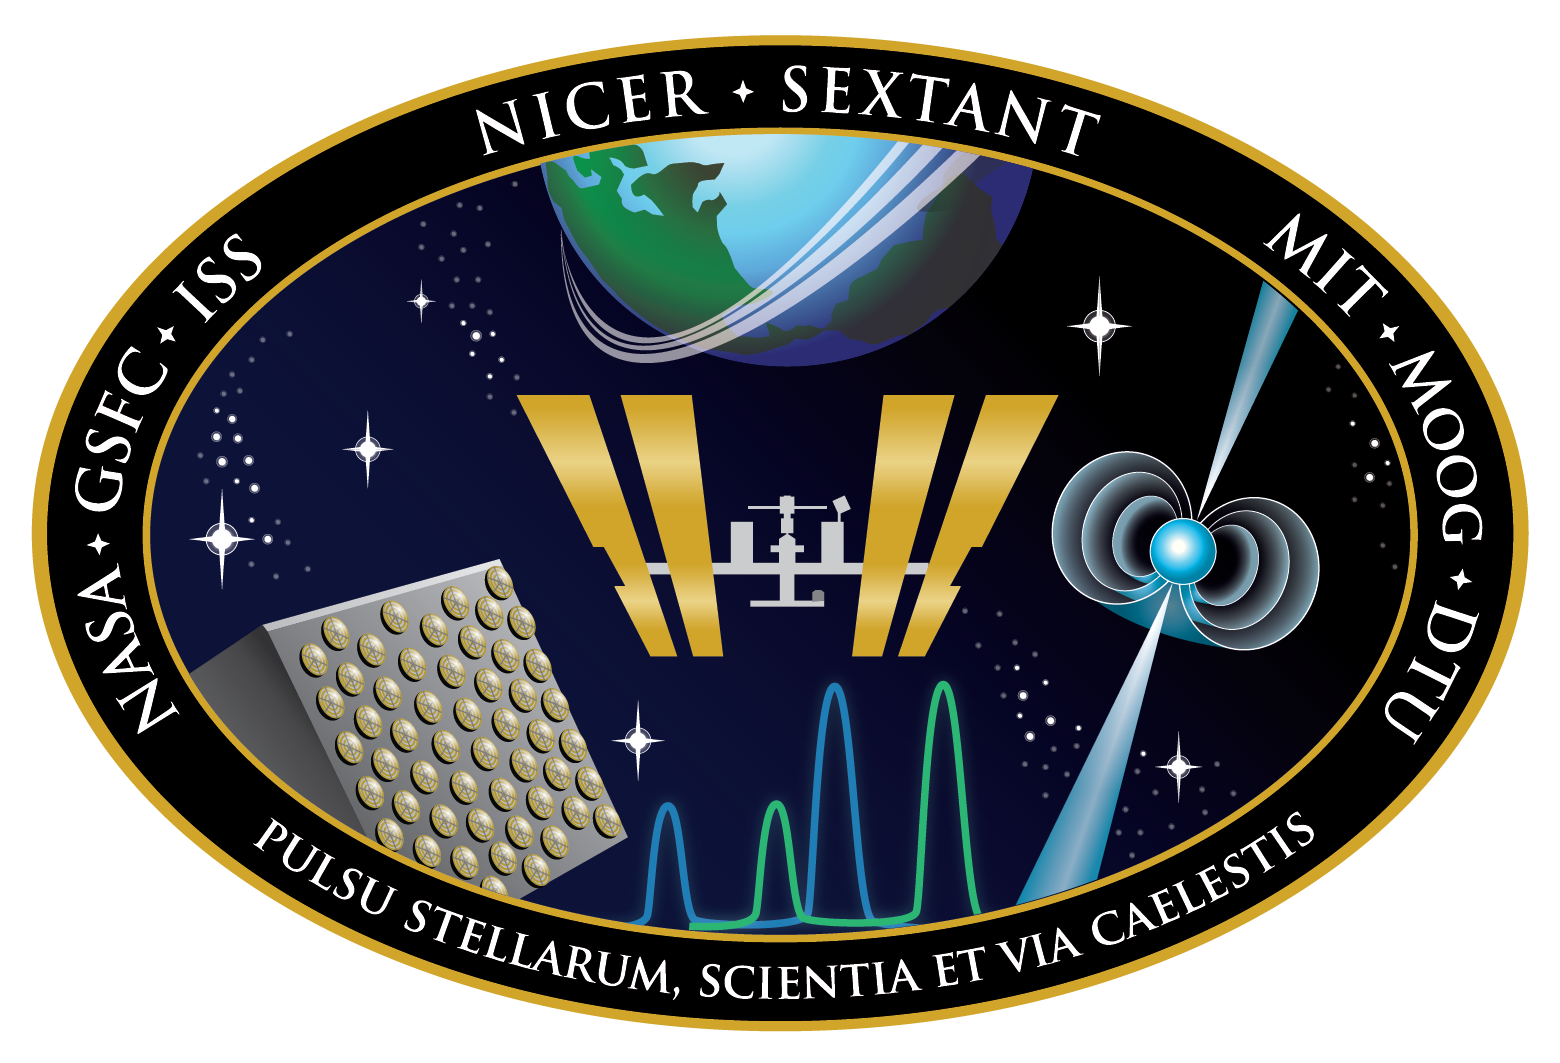 NASA ✦ GSFC ✦ ISS
NICER ✦ SEXTANT
MIT ✦ MOOG ✦ DTU
PULSU STELLARUM, SCIENTIA ET VIA CAELESTIS